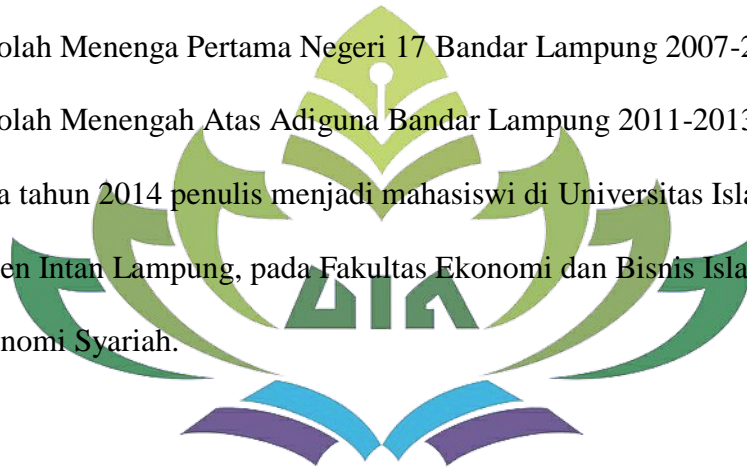 olah Menenga Pertama Negeri 17 Bandar Lampung 2007-2
olah Menengah Atas Adiguna Bandar Lampung 2011-2013
a tahun 2014 penulis menjadi mahasiswi di Universitas Isla
en Intan Lampung, pada Fakultas Ekonomi dan Bisnis Isla
UIN
nomi Syariah.